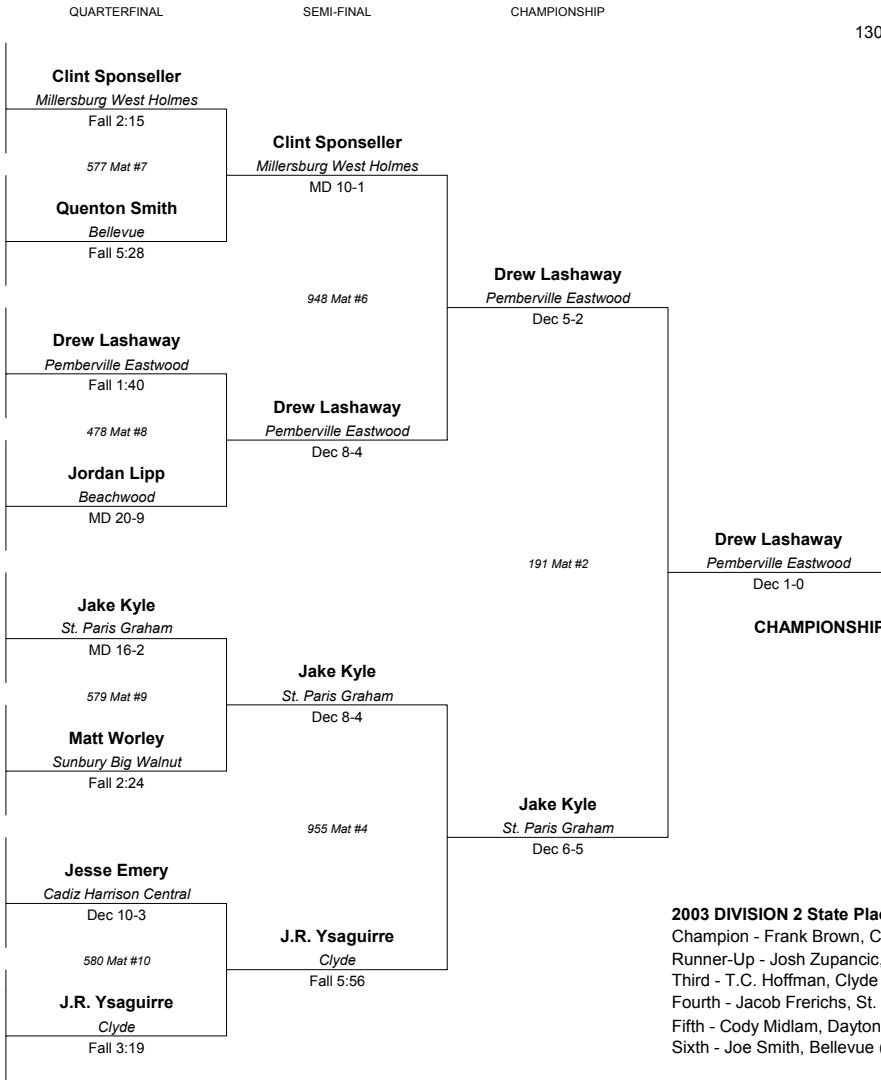 QUARTERFINAL
SEMI-FINAL
CHAMPIONSHIP
130
Clint Sponseller
Millersburg West Holmes
Fall 2:15
577 Mat #7
Quenton Smith
Bellevue
Fall 5:28
Drew Lashaway
Pemberville Eastwood
Fall 1:40
478 Mat #8
Jordan Lipp
Beachwood
MD 20-9
Jake Kyle
St. Paris Graham
MD 16-2
579 Mat #9
Matt Worley
Sunbury Big Walnut
Fall 2:24
Jesse Emery
Cadiz Harrison Central
Dec 10-3
580 Mat #10
J.R. Ysaguirre
Clyde
Fall 3:19
Clint Sponseller
Millersburg West Holmes
MD 10-1
948 Mat #6
Drew Lashaway
Pemberville Eastwood
Dec 8-4
Jake Kyle
St. Paris Graham
Dec 8-4
955 Mat #4
J.R. Ysaguirre
Clyde
Fall 5:56
Drew Lashaway
Pemberville Eastwood
Dec 5-2
191 Mat #2
Jake Kyle
St. Paris Graham
Dec 6-5
Drew Lashaway
Pemberville Eastwood
Dec 1-0
CHAMPIONSHIP
2003 DIVISION 2 State Pla
Champion - Frank Brown, C
Runner-Up - Josh Zupancic,
Third - T.C. Hoffman, Clyde
Fourth - Jacob Frerichs, St.
Fifth - Cody Midlam, Dayton
Sixth - Joe Smith, Bellevue (